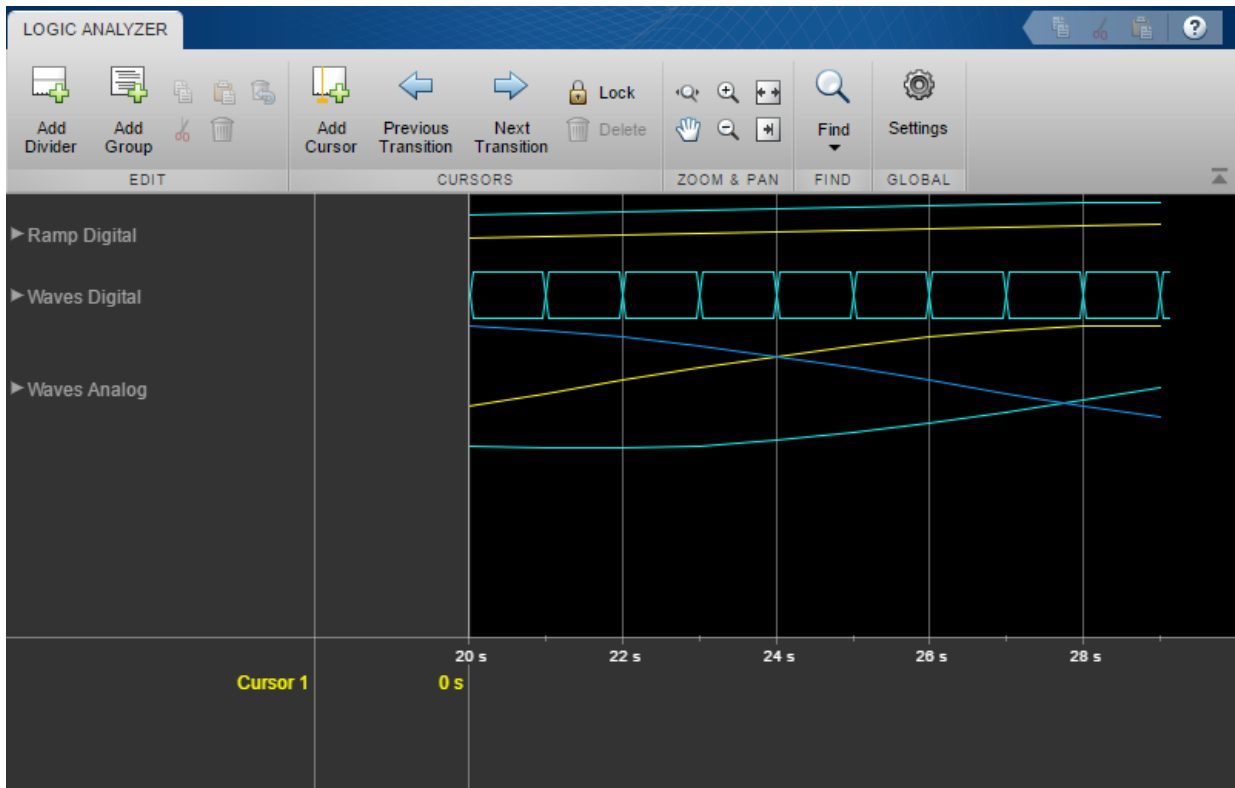 LOGIC ANALYZER
?
Add Divider
Add Group
Add Cursor
Previous Transition
Next Transition
Lock
Delete
Find
Settings
EDIT
CURSORS
ZOOM & PAN
FIND
GLOBAL
Ramp Digital
Waves Digital
Waves Analog
20 s
22 s
24 s
26 s
28 s
Cursor 1
0 s